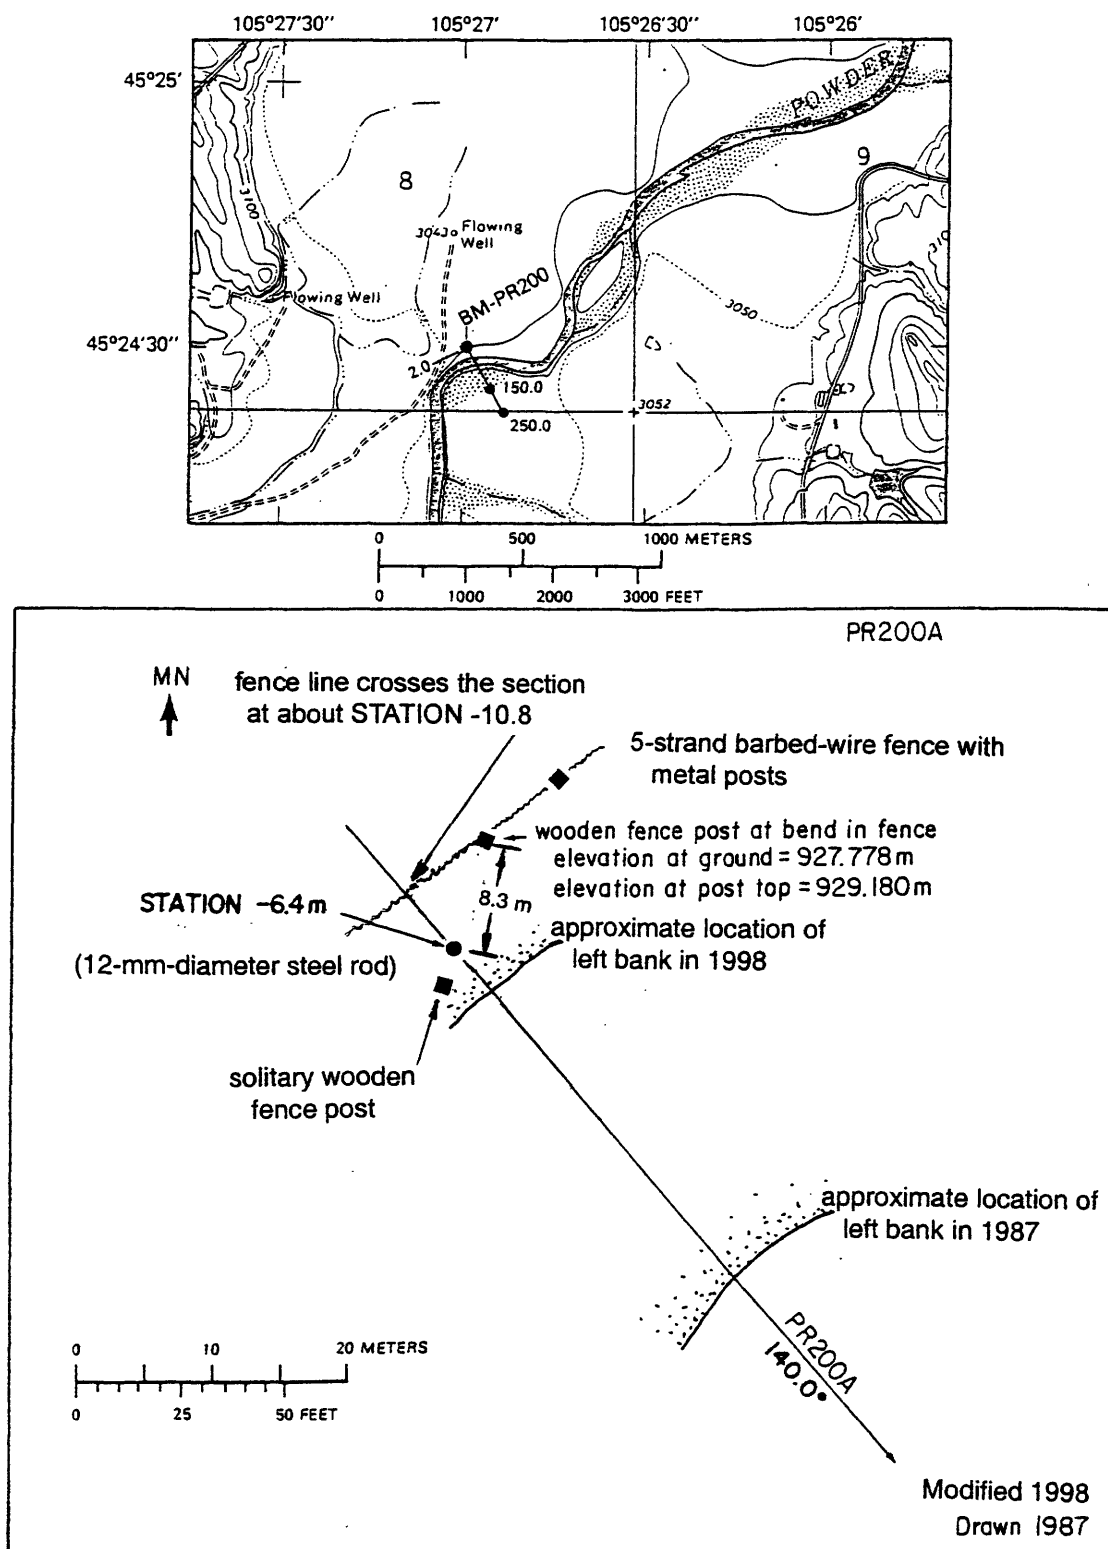 105°27'30" 105°27' 105°26'30" 105°26'
45°25'
POWDER
8
9
3100
3043 Flowing
Well
BM-PR200
Flowing Well
3050
45°24'30"
2.0
150.0
3052
250.0
0 500 1000 METERS
0 1000 2000 3000 FEET
PR200A
MN
fence line crosses the section
at about STATION -10.8
5-strand barbed-wire fence with
metal posts
wooden fence post at bend in fence
elevation at ground = 927.778 m
elevation at post top = 929.180 m
8.3 m
STATION -6.4 m
(12-mm-diameter steel rod)
approximate location of
left bank in 1998
solitary wooden
fence post
approximate location of
left bank in 1987
0 10 20 METERS
0 25 50 FEET
PR200A
140.0°
Modified 1998
Drawn 1987